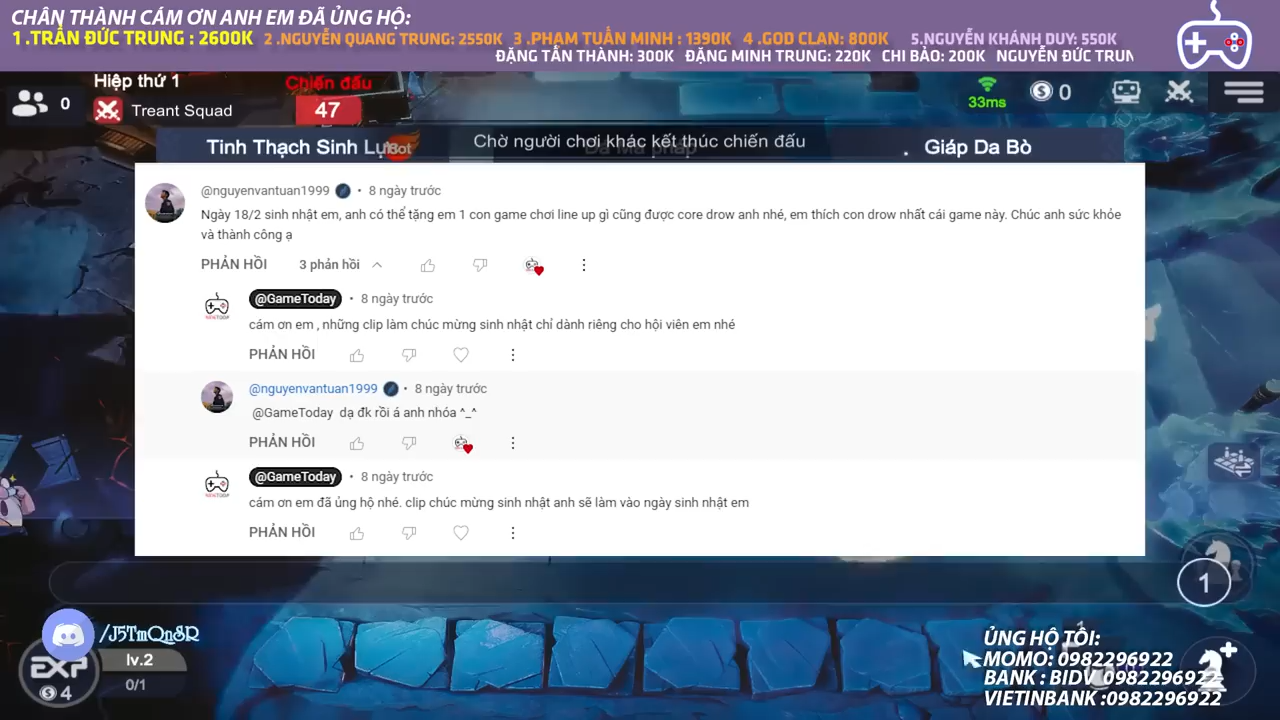 CHÂN THÀNH CÁM ƠN ANH EM ĐÃ ỦNG HỘ:
1 .TRẦN ĐỨC TRUNG : 2600K 2 .NGUYỄN QUANG TRUNG: 2550K 3 .PHẠM TUẤN MINH : 1390K 4 .GOD CLAN: 800K 5.NGUYỄN KHÁNH DUY: 550K
ĐẶNG TẤN THÀNH: 300K ĐẶNG MINH TRUNG: 220K CHI BẢO: 200K NGUYỄN ĐỨC TRUN
Hiệp thứ 1
Chiến đấu
0
Treant Squad
47
33ms
0
Tinh Thạch Sinh Lực
Bot
Chờ người chơi khác kết thúc chiến đấu
Giáp Da Bò
@nguyenvantuan1999 • 8 ngày trước
Ngày 18/2 sinh nhật em, anh có thể tặng em 1 con game chơi line up gì cũng được core drow anh nhé, em thích con drow nhất cái game này. Chúc anh sức khỏe
và thành công ạ
PHẢN HỒI 3 phản hồi
@GameToday • 8 ngày trước
cám ơn em , những clip làm chúc mừng sinh nhật chỉ dành riêng cho hội viên em nhé
PHẢN HỒI
@nguyenvantuan1999 • 8 ngày trước
@GameToday dạ đk rồi á anh nhóa ^_^
PHẢN HỒI
@GameToday • 8 ngày trước
cám ơn em đã ủng hộ nhé. clip chúc mừng sinh nhật anh sẽ làm vào ngày sinh nhật em
PHẢN HỒI
1
/J5TmQnSR
EXP
lv.2
0/1
4
ỦNG HỘ TÔI:
MOMO: 0982296922
BANK : BIDV 0982296922
VIETINBANK :0982296922